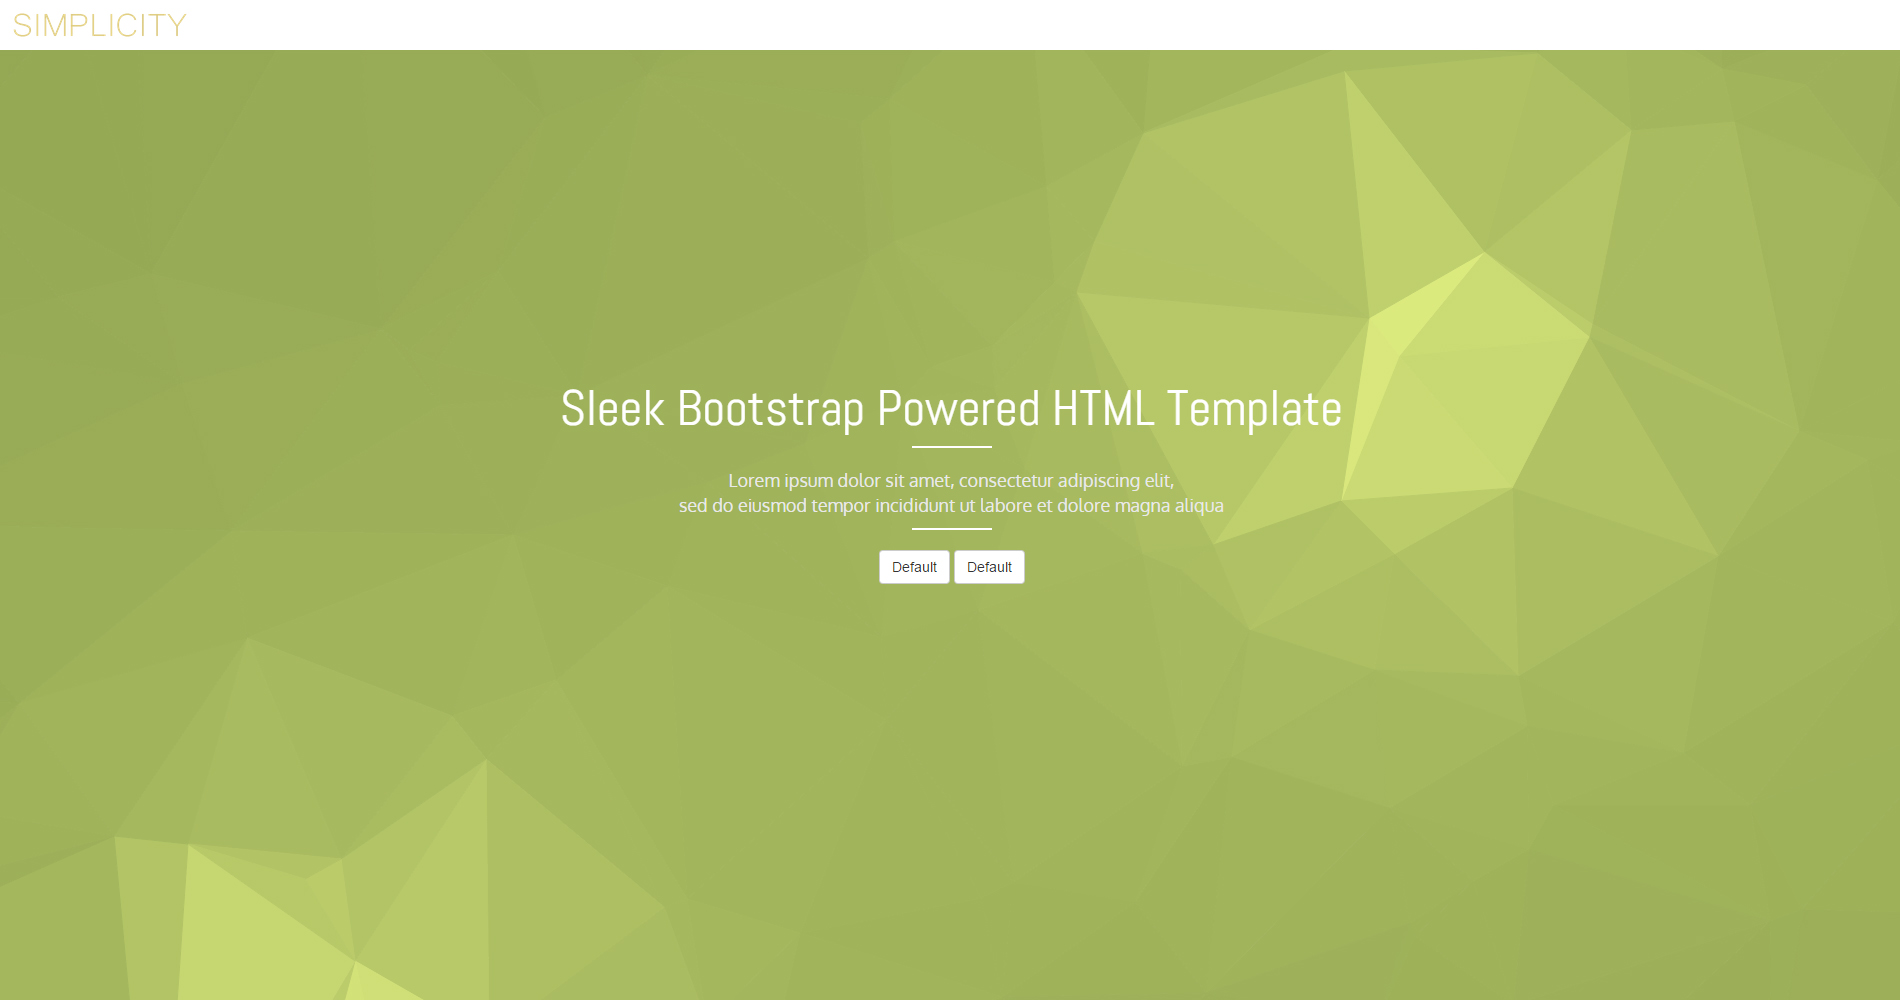 SIMPLICITY
Sleek Bootstrap Powered HTML Template
Lorem ipsum dolor sit amet, consectetur adipiscing elit,
sed do eiusmod tempor incididunt ut labore et dolore magna aliqua
Default Default